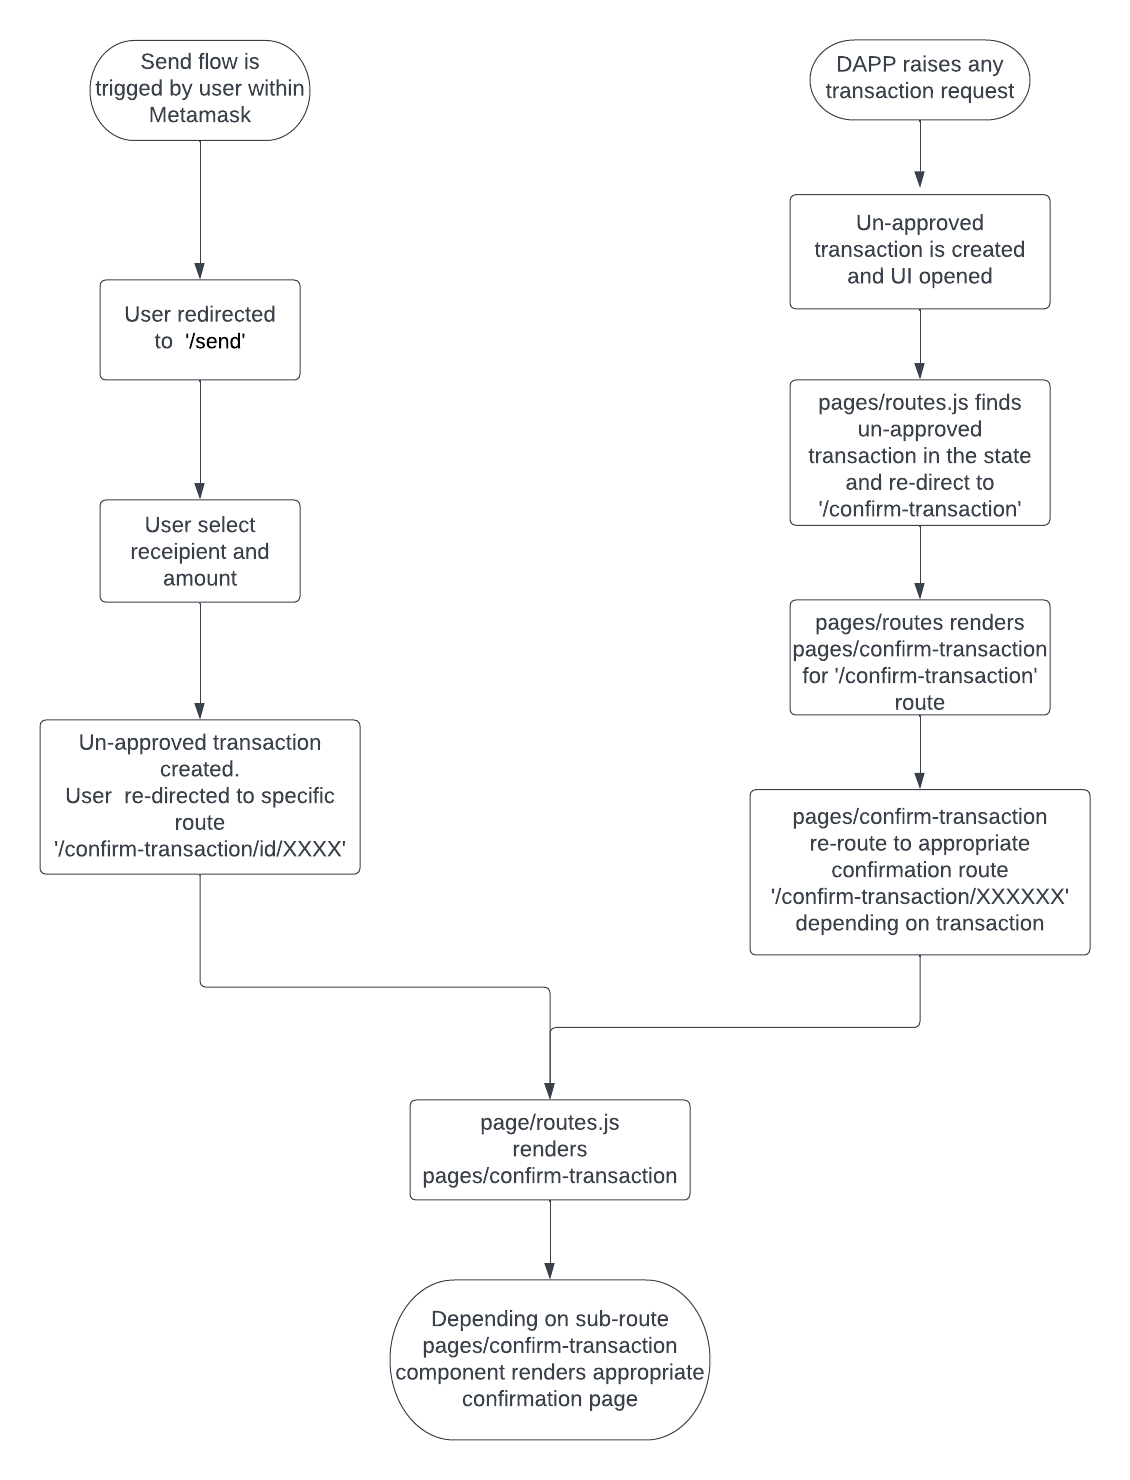 Send flow is
trigged by user within
Metamask
User redirected
to '/send'
User select
receipient and
amount
Un-approved transaction
created.
User re-directed to specific
route
'/confirm-transaction/id/XXXX'
DAPP raises any
transaction request
Un-approved
transaction is created
and UI opened
pages/routes.js finds
un-approved
transaction in the state
and re-direct to
'/confirm-transaction'
pages/routes renders
pages/confirm-transaction
for '/confirm-transaction'
route
pages/confirm-transaction
re-route to appropriate
confirmation route
'/confirm-transaction/XXXXXX'
depending on transaction
page/routes.js
renders
pages/confirm-transaction
Depending on sub-route
pages/confirm-transaction
component renders appropriate
confirmation page